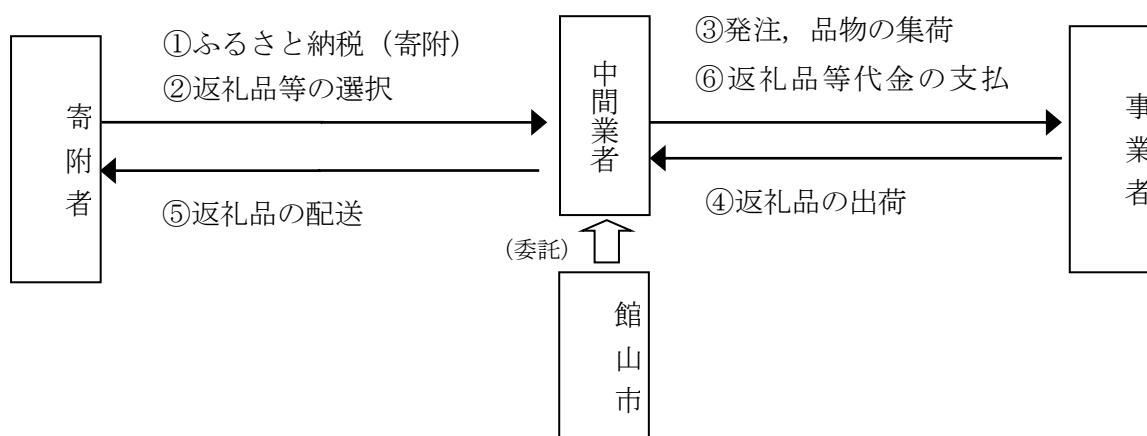 ①ふるさと納税（寄附）
②返礼品等の選択
寄附者
⑤返礼品の配送
中間業者
③発注，品物の集荷
⑥返礼品等代金の支払
④返礼品の出荷
事業者
（委託）
館山市